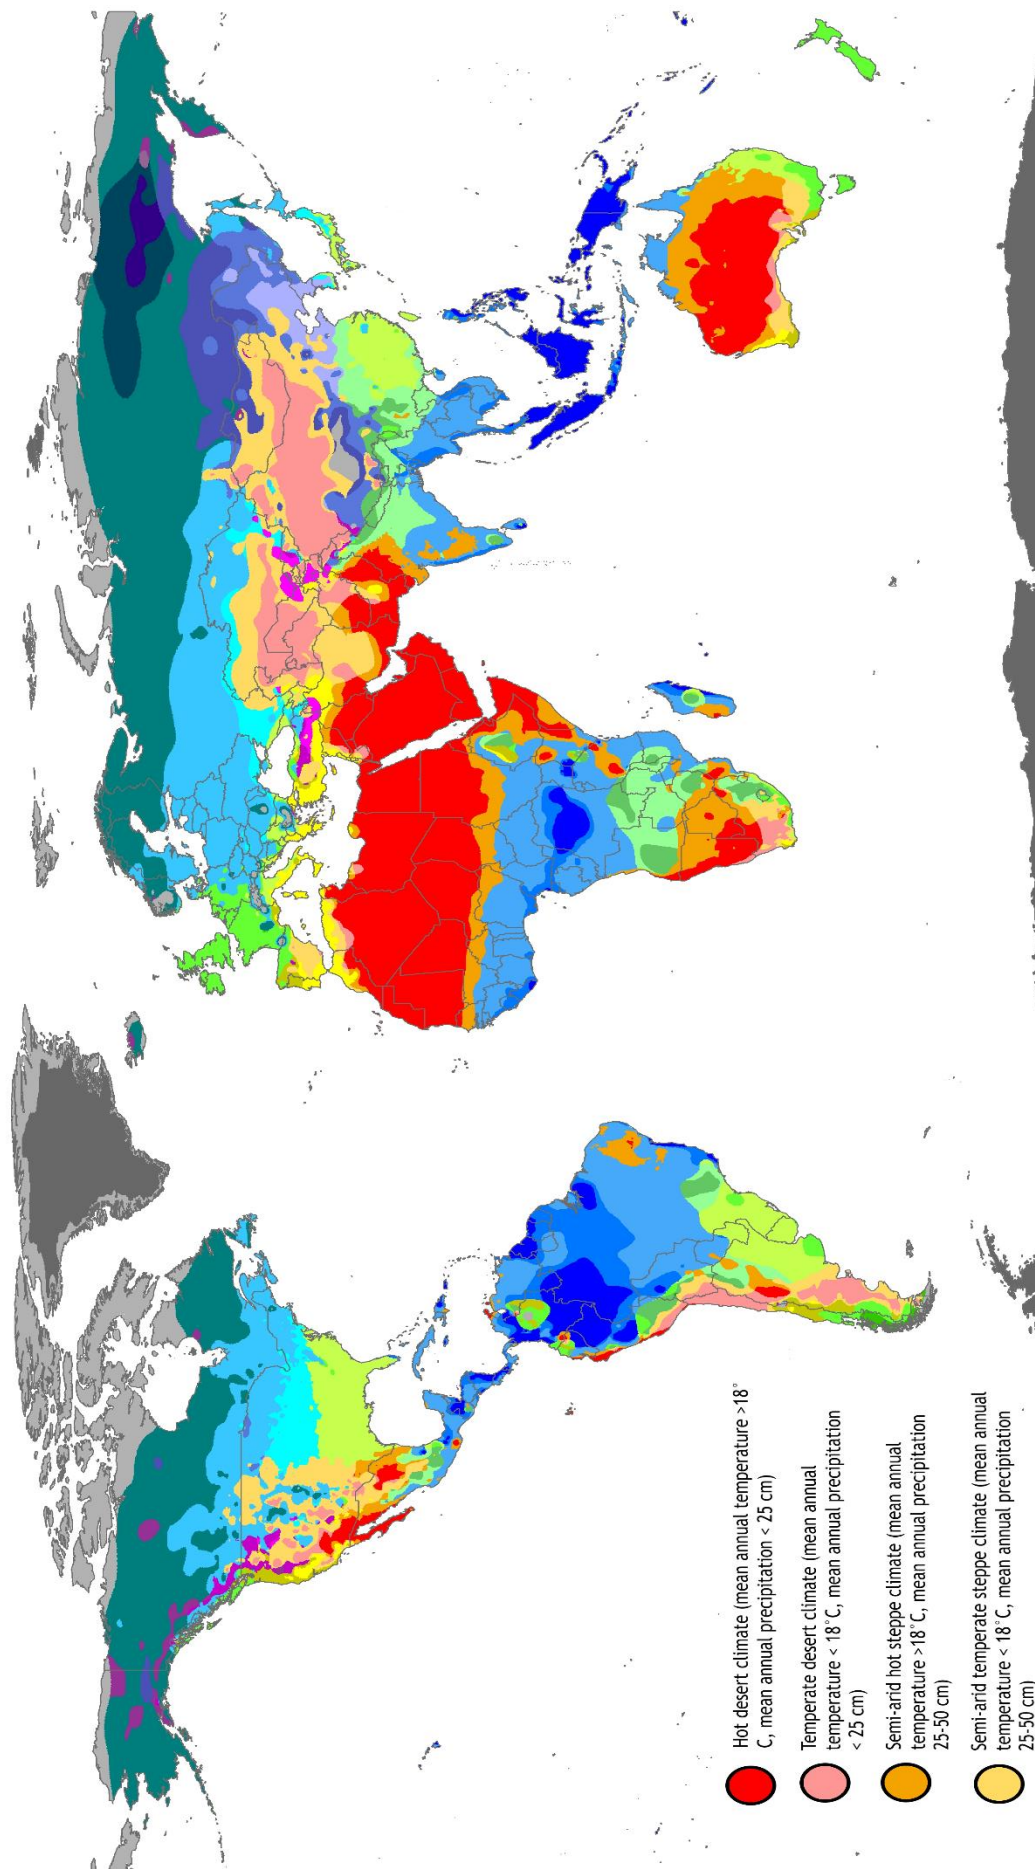 Hot desert climate (mean annual temperature >18˚
C, mean annual precipitation < 25 cm)
Temperate desert climate (mean annual
temperature < 18˚C, mean annual precipitation
< 25 cm)
Semi-arid hot steppe climate (mean annual
temperature >18˚C, mean annual precipitation
25-50 cm)
Semi-arid temperate steppe climate (mean annual
temperature < 18˚C, mean annual precipitation
25-50 cm)